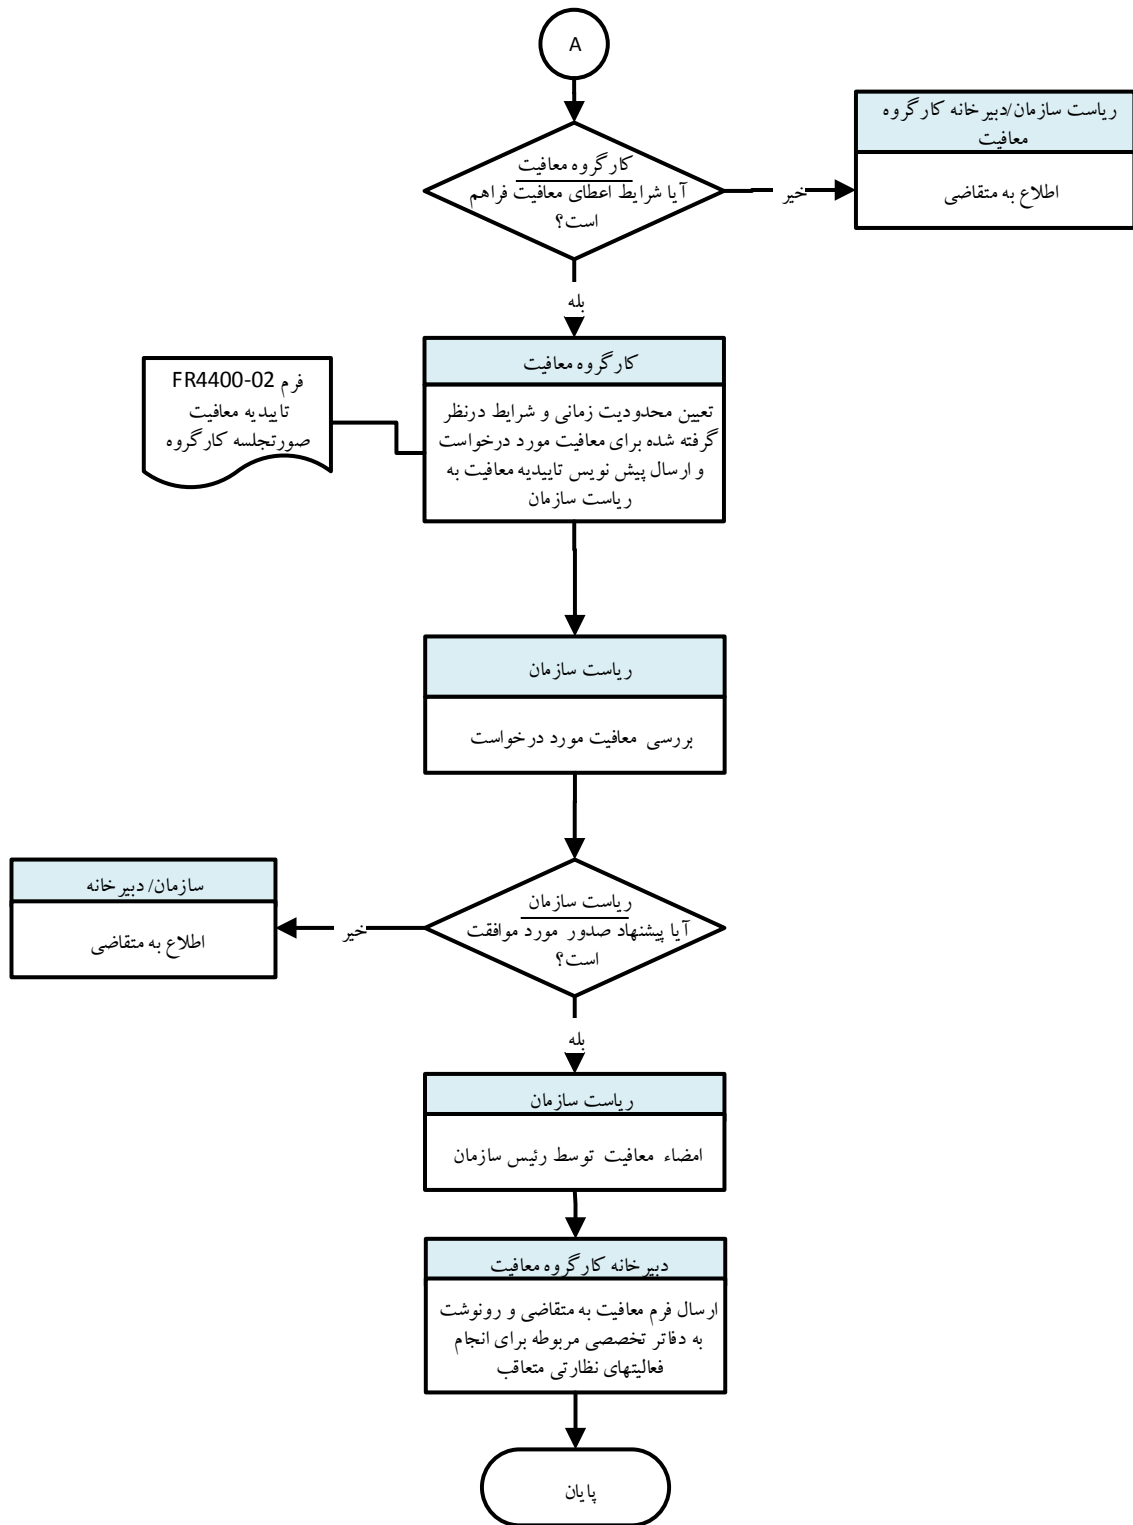 A
کارگروه معافیت
آیا شرایط اعطای معافیت فراهم
است؟
خیر
ریاست سازمان/دبیرخانه کارگروه
معافیت
اطلاع به متقاضی
بله
کارگروه معافیت
تعیین محدودیت زمانی و شرایط درنظر
گرفته شده برای معافیت مورد درخواست
و ارسال پیش نویس تاییدیه معافیت به
ریاست سازمان
فرم FR4400-02
تاییدیه معافیت
صورتجلسه کارگروه
ریاست سازمان
بررسی معافیت مورد درخواست
ریاست سازمان
آیا پیشنهاد صدور مورد موافقت
است؟
خیر
سازمان/ دبیرخانه
اطلاع به متقاضی
بله
ریاست سازمان
امضاء معافیت توسط رئیس سازمان
دبیرخانه کارگروه معافیت
ارسال فرم معافیت به متقاضی و رونوشت
به دفاتر تخصصی مربوطه برای انجام
فعالیتهای نظارتی متعاقب
پایان